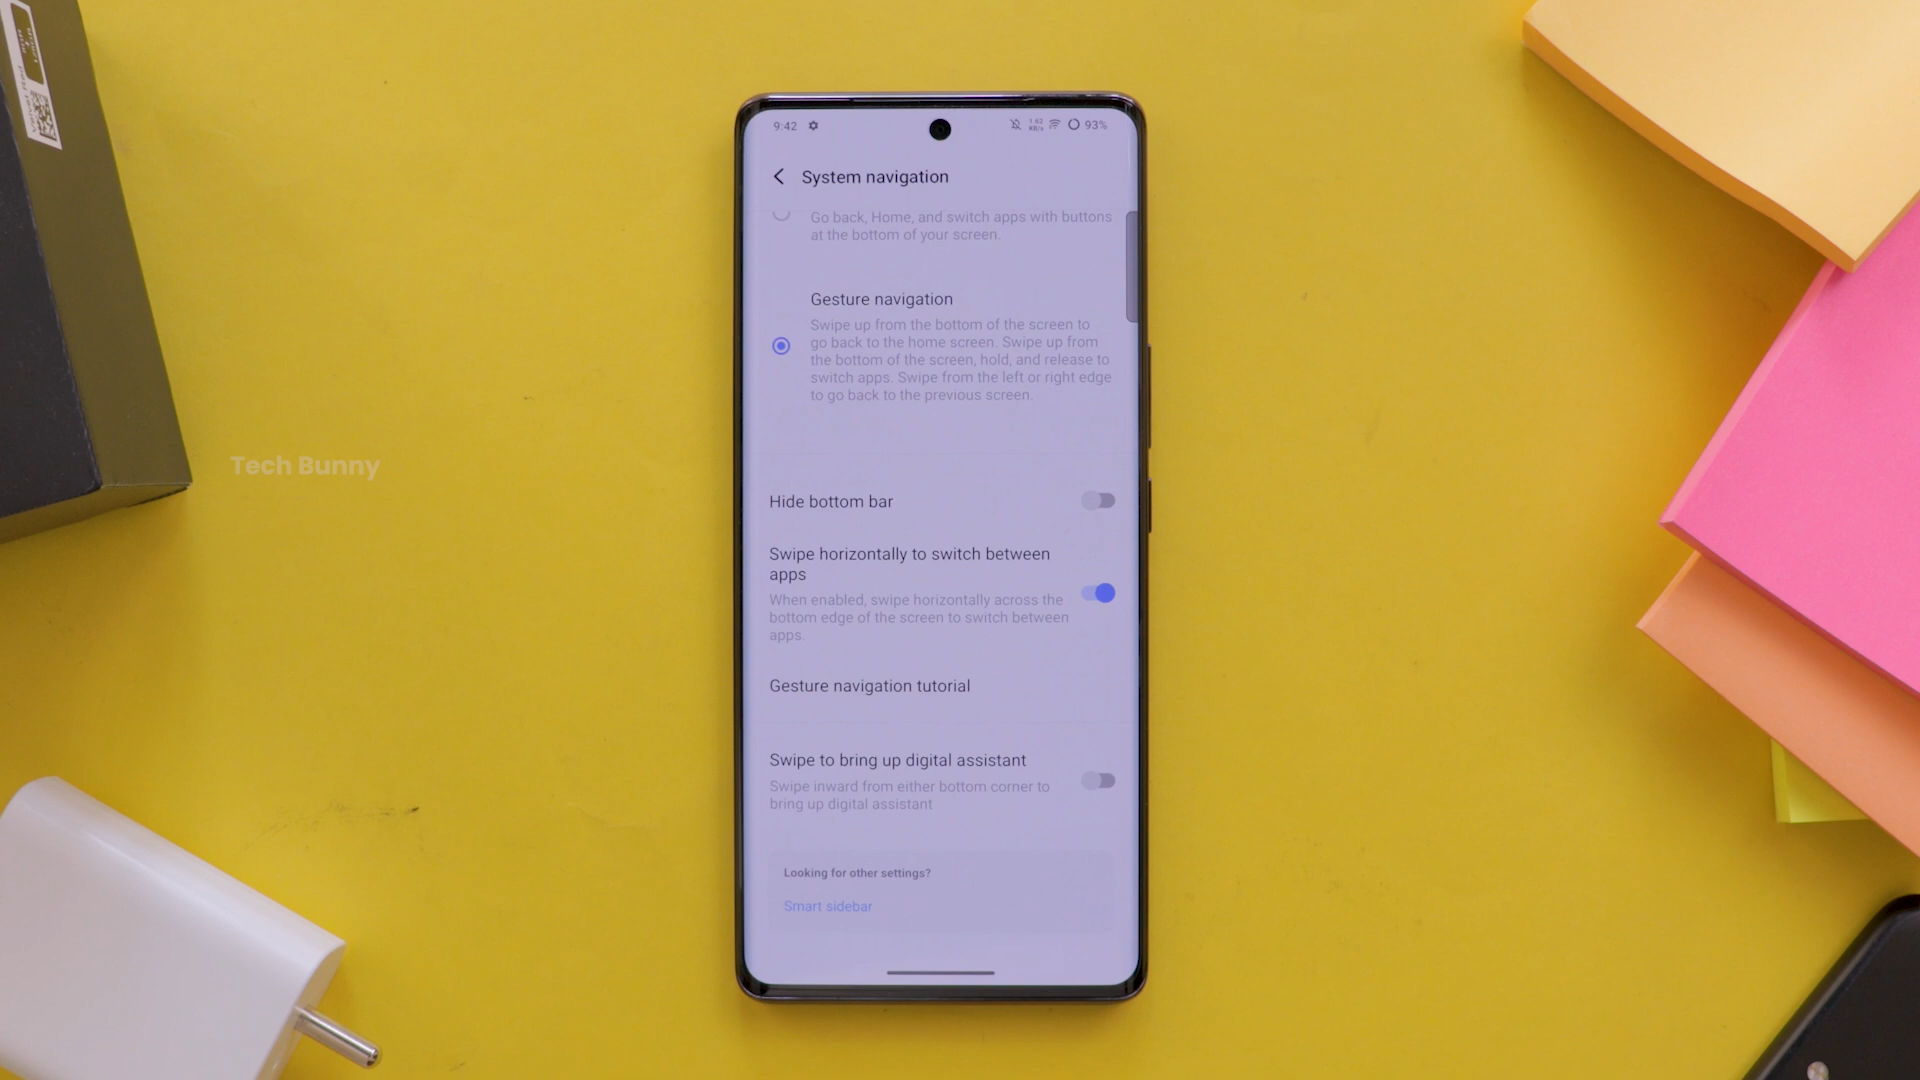 9:42
1.62
KB/s
93%
System navigation
Go back, Home, and switch apps with buttons
at the bottom of your screen.
Gesture navigation
Swipe up from the bottom of the screen to
go back to the home screen. Swipe up from
the bottom of the screen, hold, and release to
switch apps. Swipe from the left or right edge
to go back to the previous screen.
Hide bottom bar
Swipe horizontally to switch between
apps
When enabled, swipe horizontally across the
bottom edge of the screen to switch between
apps.
Gesture navigation tutorial
Swipe to bring up digital assistant
Swipe inward from either bottom corner to
bring up digital assistant
Looking for other settings?
Smart sidebar
Tech Bunny